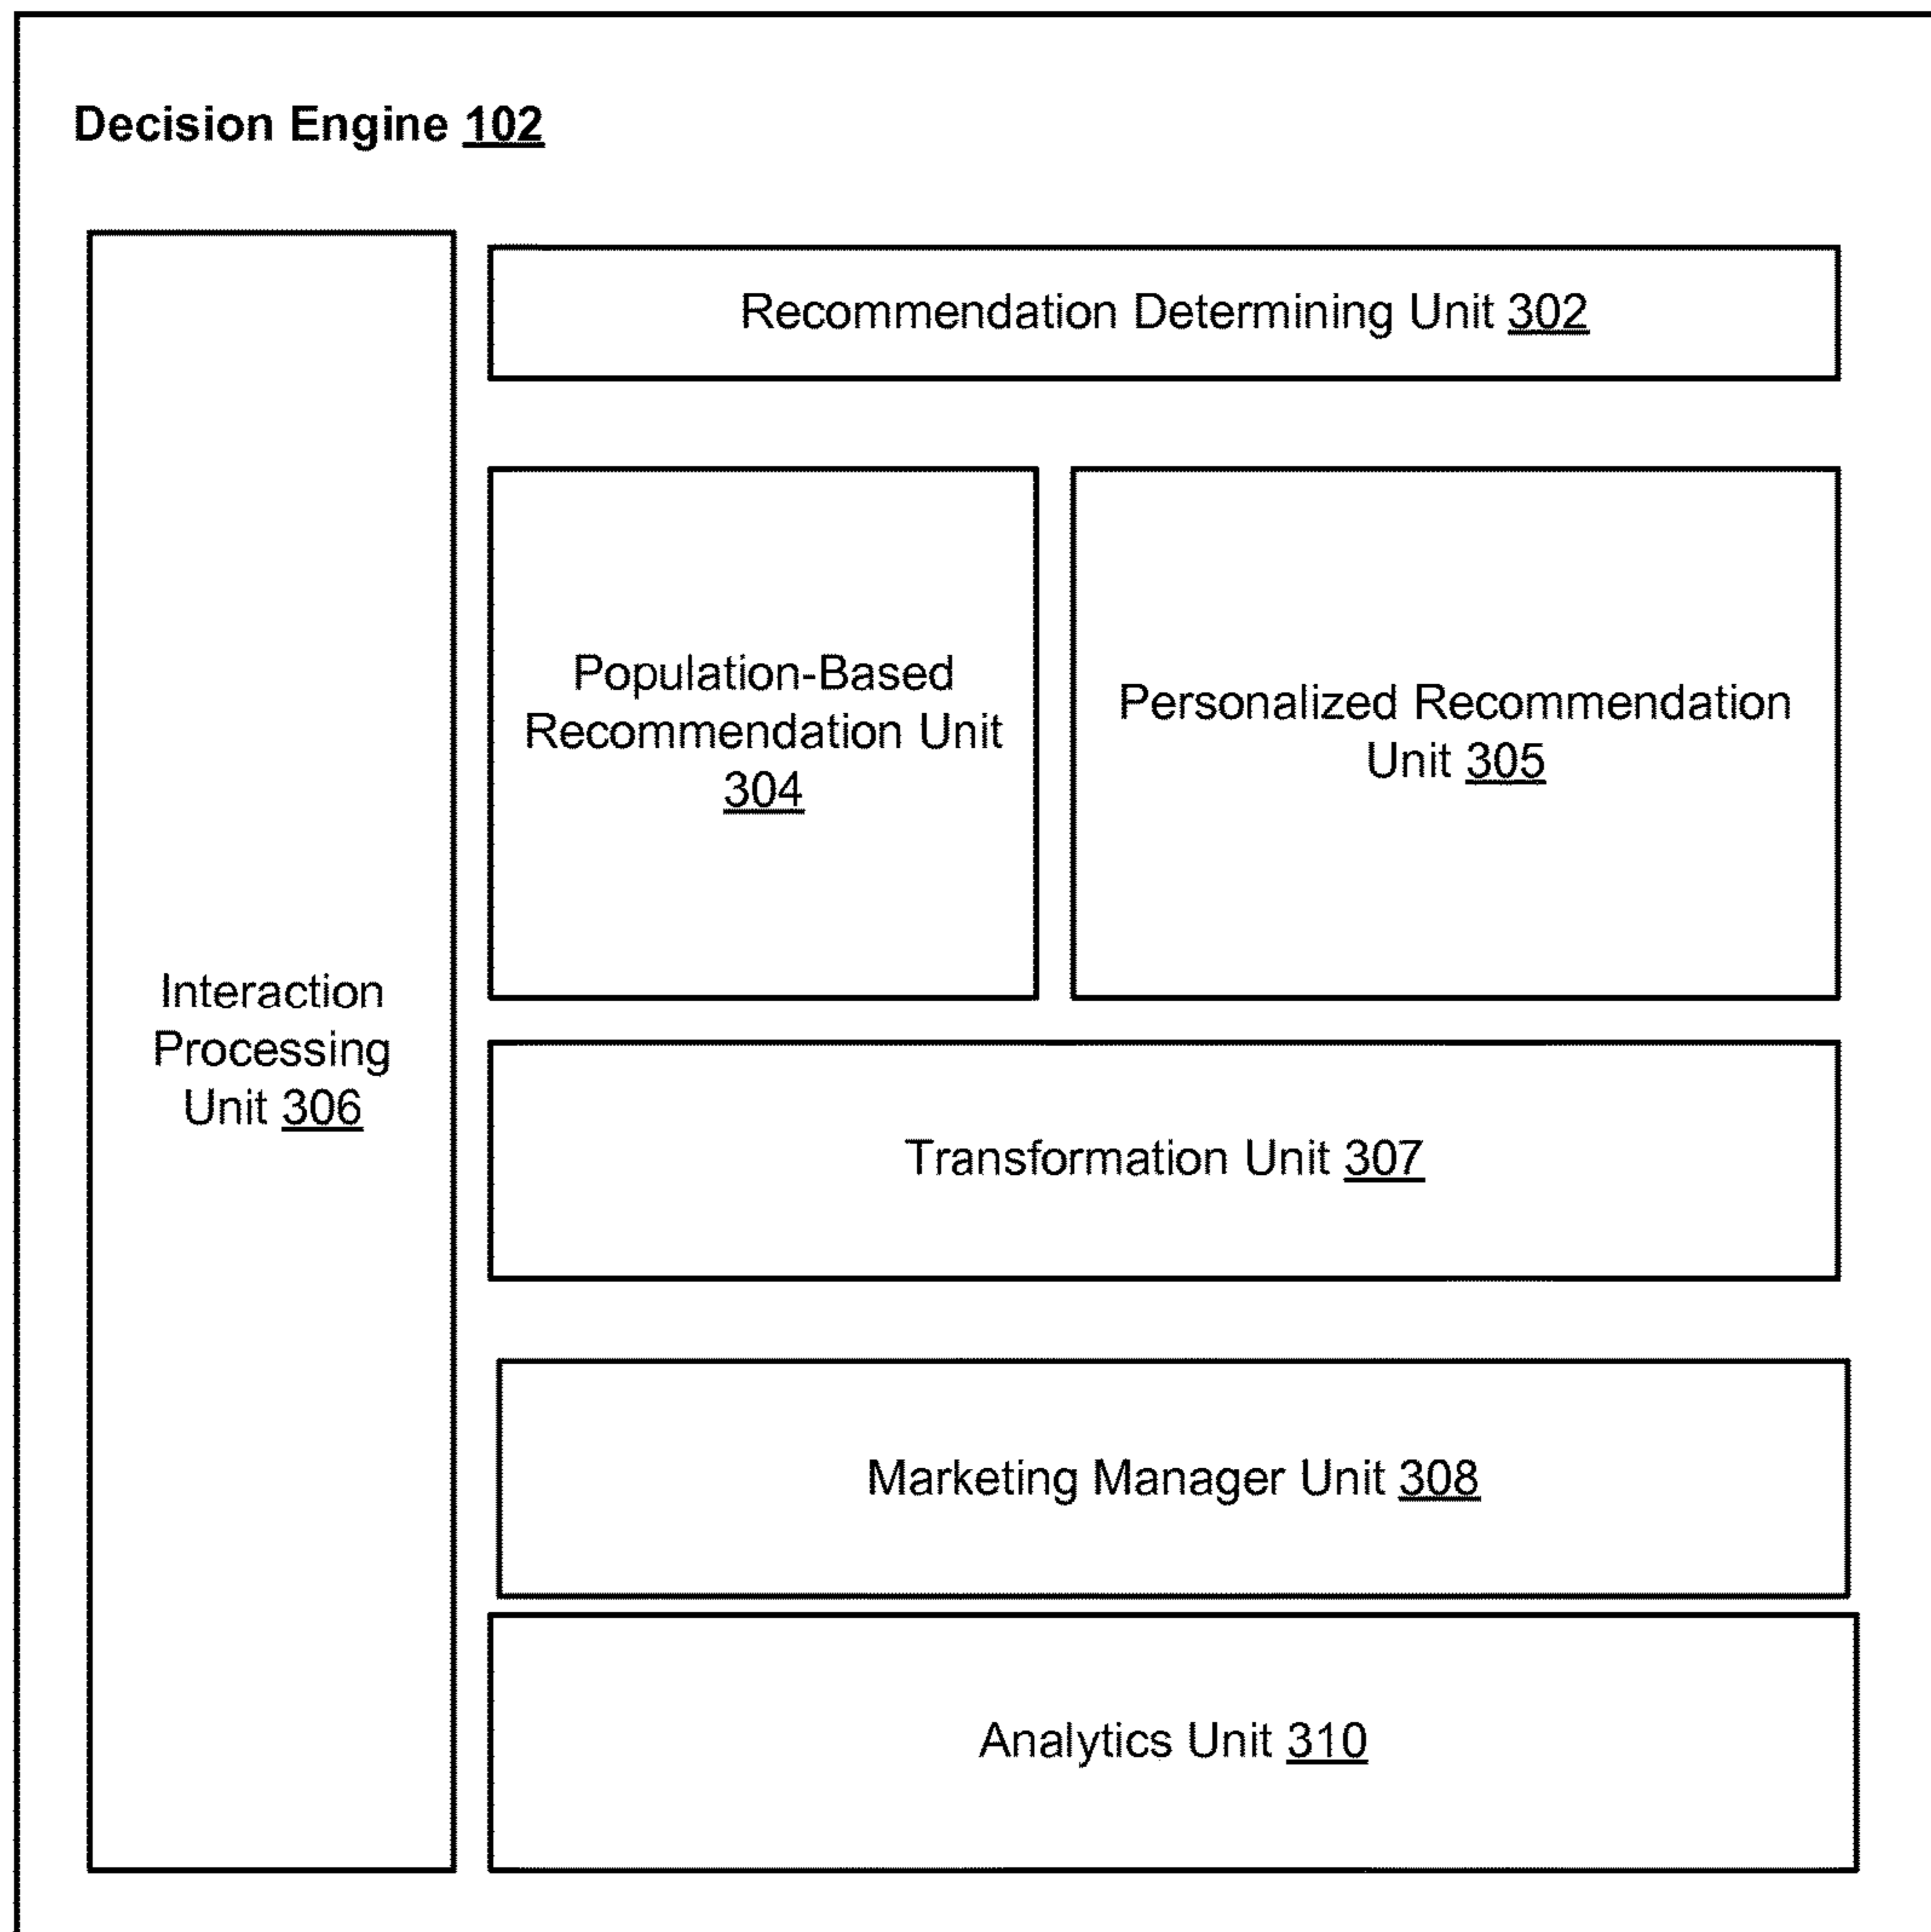 Decision Engine 102
Recommendation Determining Unit 302
Population-Based
Recommendation Unit
304
Personalized Recommendation
Unit 305
Interaction
Processing
Unit 306
Transformation Unit 307
Marketing Manager Unit 308
Analytics Unit 310